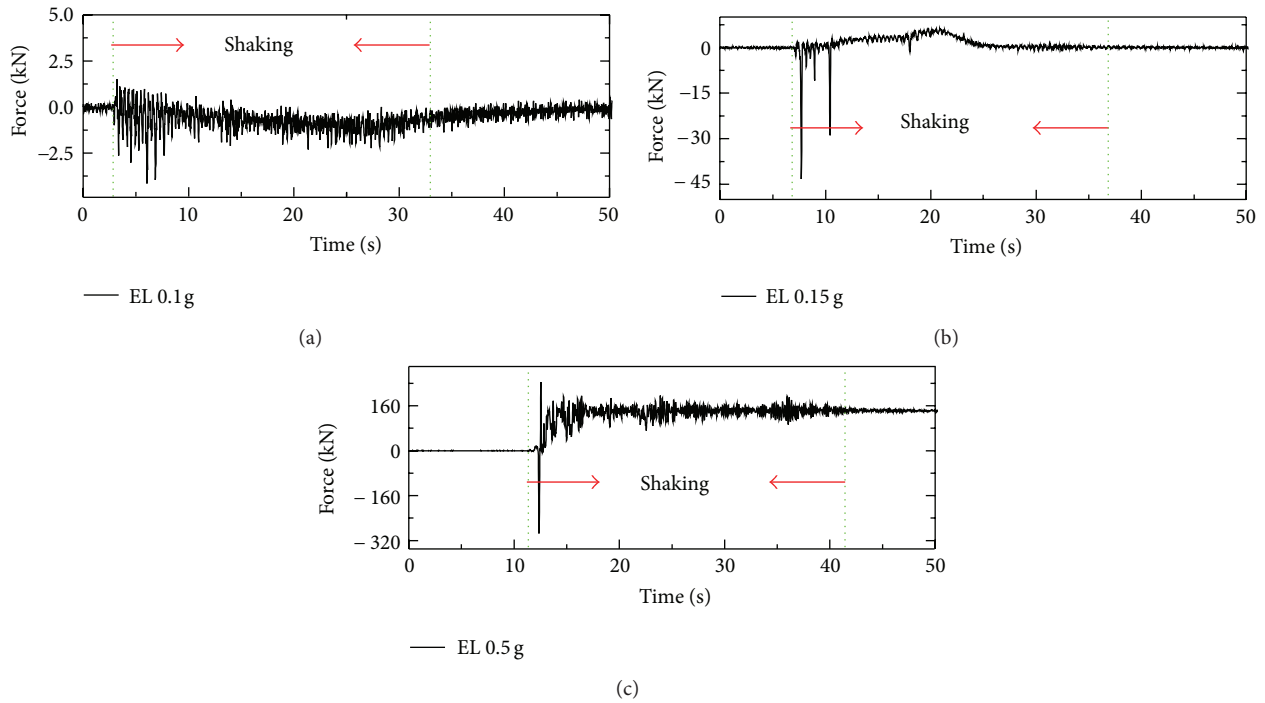 5.0
2.5
0.0
−2.5
Force (kN)
Shaking
0 10 20 30 40 50
Time (s)
EL 0.1 g
(a)
0
−15
−30
−45
Force (kN)
Shaking
0 10 20 30 40 50
Time (s)
EL 0.15 g
(b)
160
0
−160
−320
Force (kN)
Shaking
0 10 20 30 40 50
Time (s)
EL 0.5 g
(c)